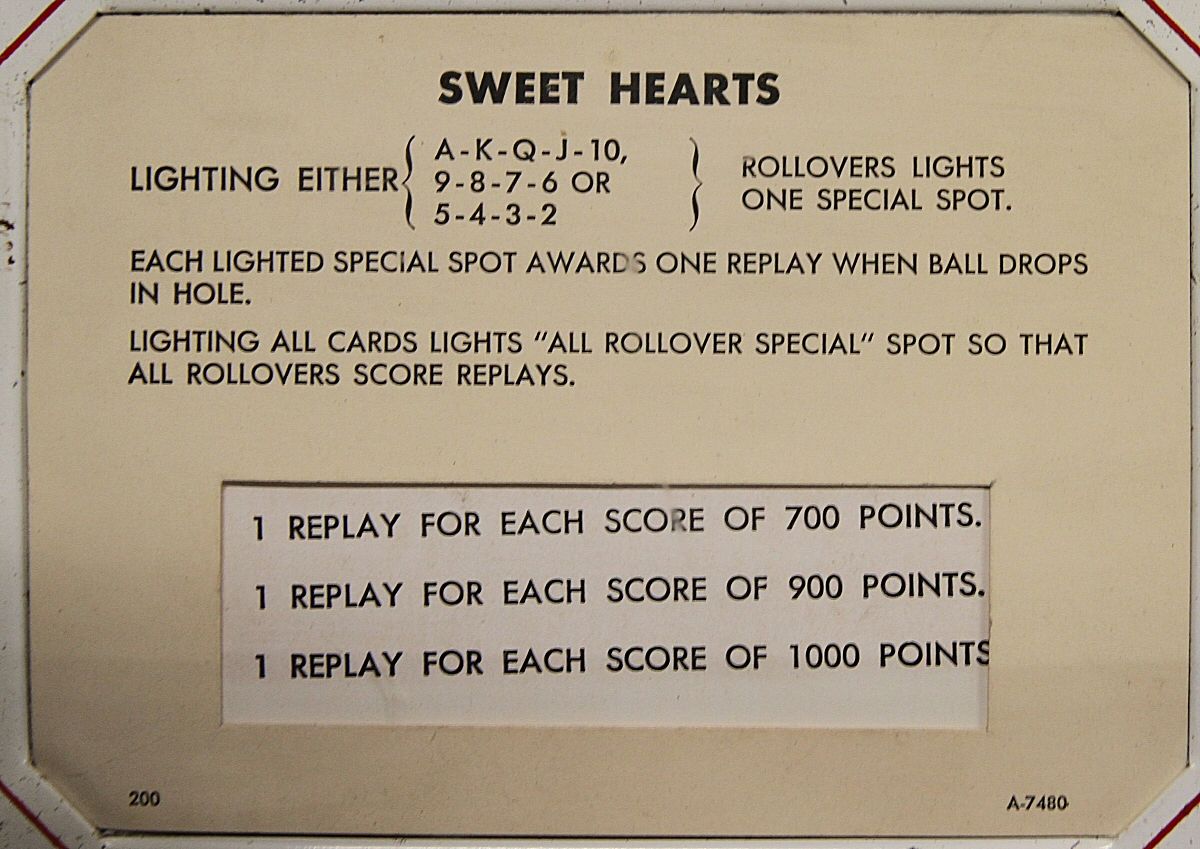 SWEET HEARTS
LIGHTING EITHER { A-K-Q-J-10, } ROLLOVERS LIGHTS
9-8-7-6 OR
5-4-3-2
ONE SPECIAL SPOT.
EACH LIGHTED SPECIAL SPOT AWARDS ONE REPLAY WHEN BALL DROPS
IN HOLE.
LIGHTING ALL CARDS LIGHTS "ALL ROLLOVER SPECIAL" SPOT SO THAT
ALL ROLLOVERS SCORE REPLAYS.
1 REPLAY FOR EACH SCORE OF 700 POINTS.
1 REPLAY FOR EACH SCORE OF 900 POINTS.
1 REPLAY FOR EACH SCORE OF 1000 POINTS
200
A-7480